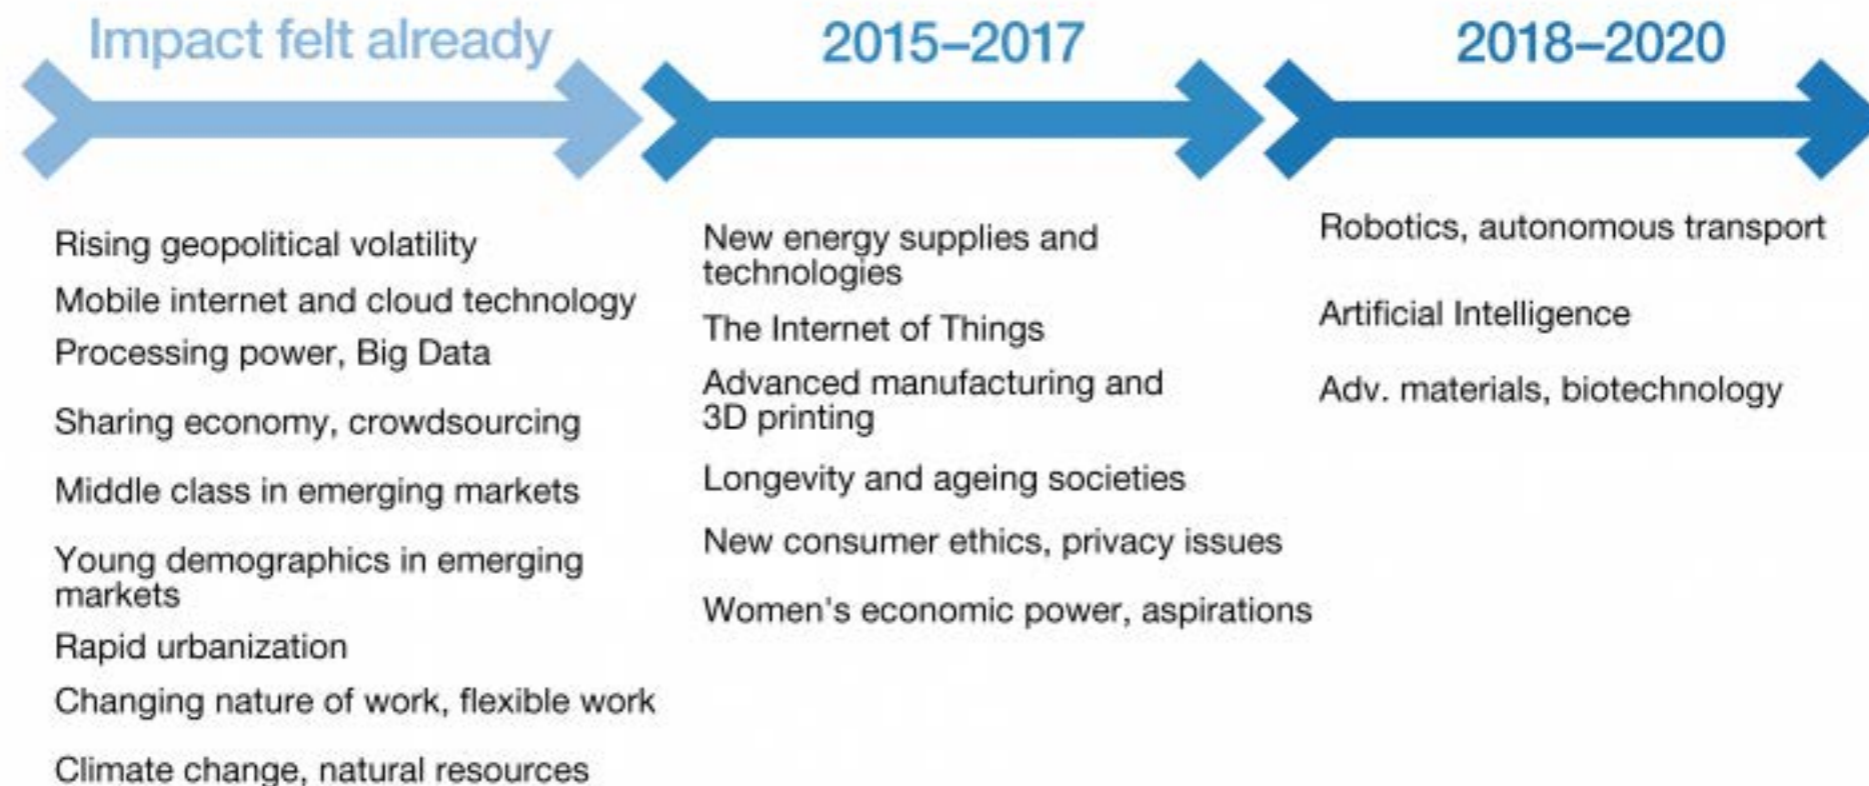 Impact felt already
Rising geopolitical volatility
Mobile internet and cloud technology
Processing power, Big Data
Sharing economy, crowdsourcing
Middle class in emerging markets
Young demographics in emerging
markets
Rapid urbanization
Changing nature of work, flexible work
Climate change, natural resources
2015–2017
New energy supplies and
technologies
The Internet of Things
Advanced manufacturing and
3D printing
Longevity and ageing societies
New consumer ethics, privacy issues
Women's economic power, aspirations
2018–2020
Robotics, autonomous transport
Artificial Intelligence
Adv. materials, biotechnology